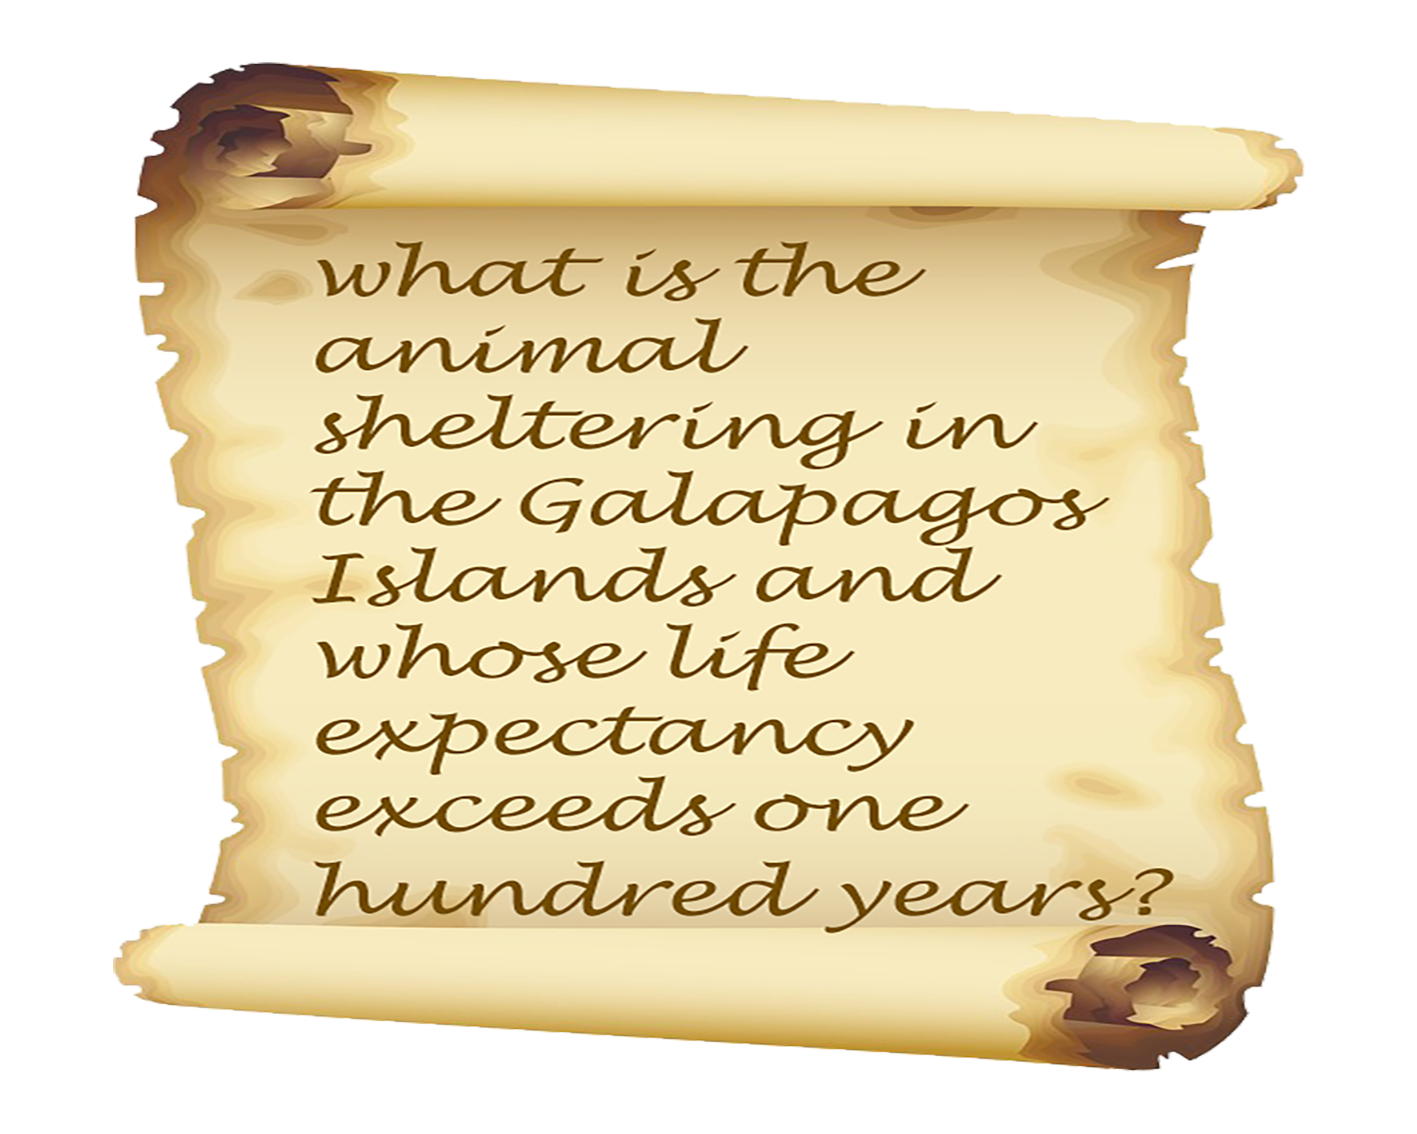 what is the
animal
sheltering in
the Galapagos
Islands and
whose life
expectancy
exceeds one
hundred years?